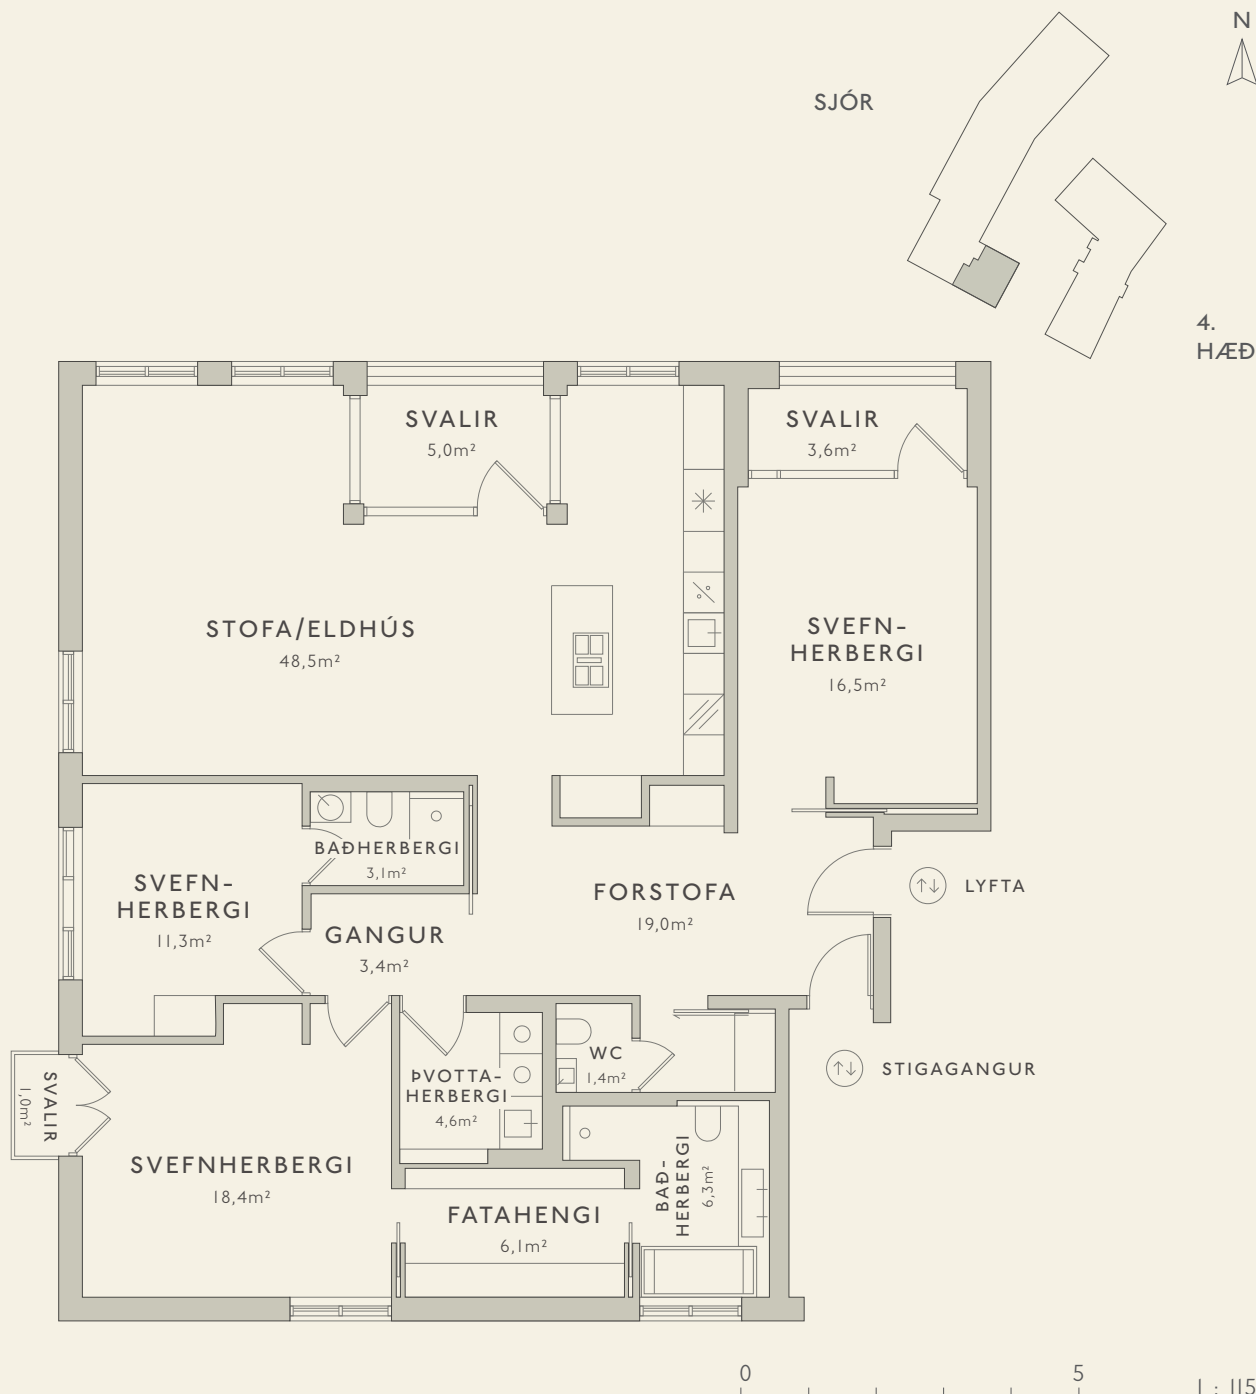 N
SJÓR
4.
HÆÐ
SVALIR
5,0m²
SVALIR
3,6m²
STOFA/ELDHÚS
48,5m²
SVEFN-
HERBERGI
16,5m²
BAÐHERBERGI
3,1m²
SVEFN-
HERBERGI
11,3m²
GANGUR
3,4m²
FORSTOFA
19,0m²
LYFTA
WC
1,4m²
STIGAGANGUR
ÞVOTTA-
HERBERGI
4,6m²
SVALIR
1,0m²
SVEFNHERBERGI
18,4m²
BAÐ-
HERBERGI
6,3m²
FATAHENGI
6,1m²
0
5
1 : 115